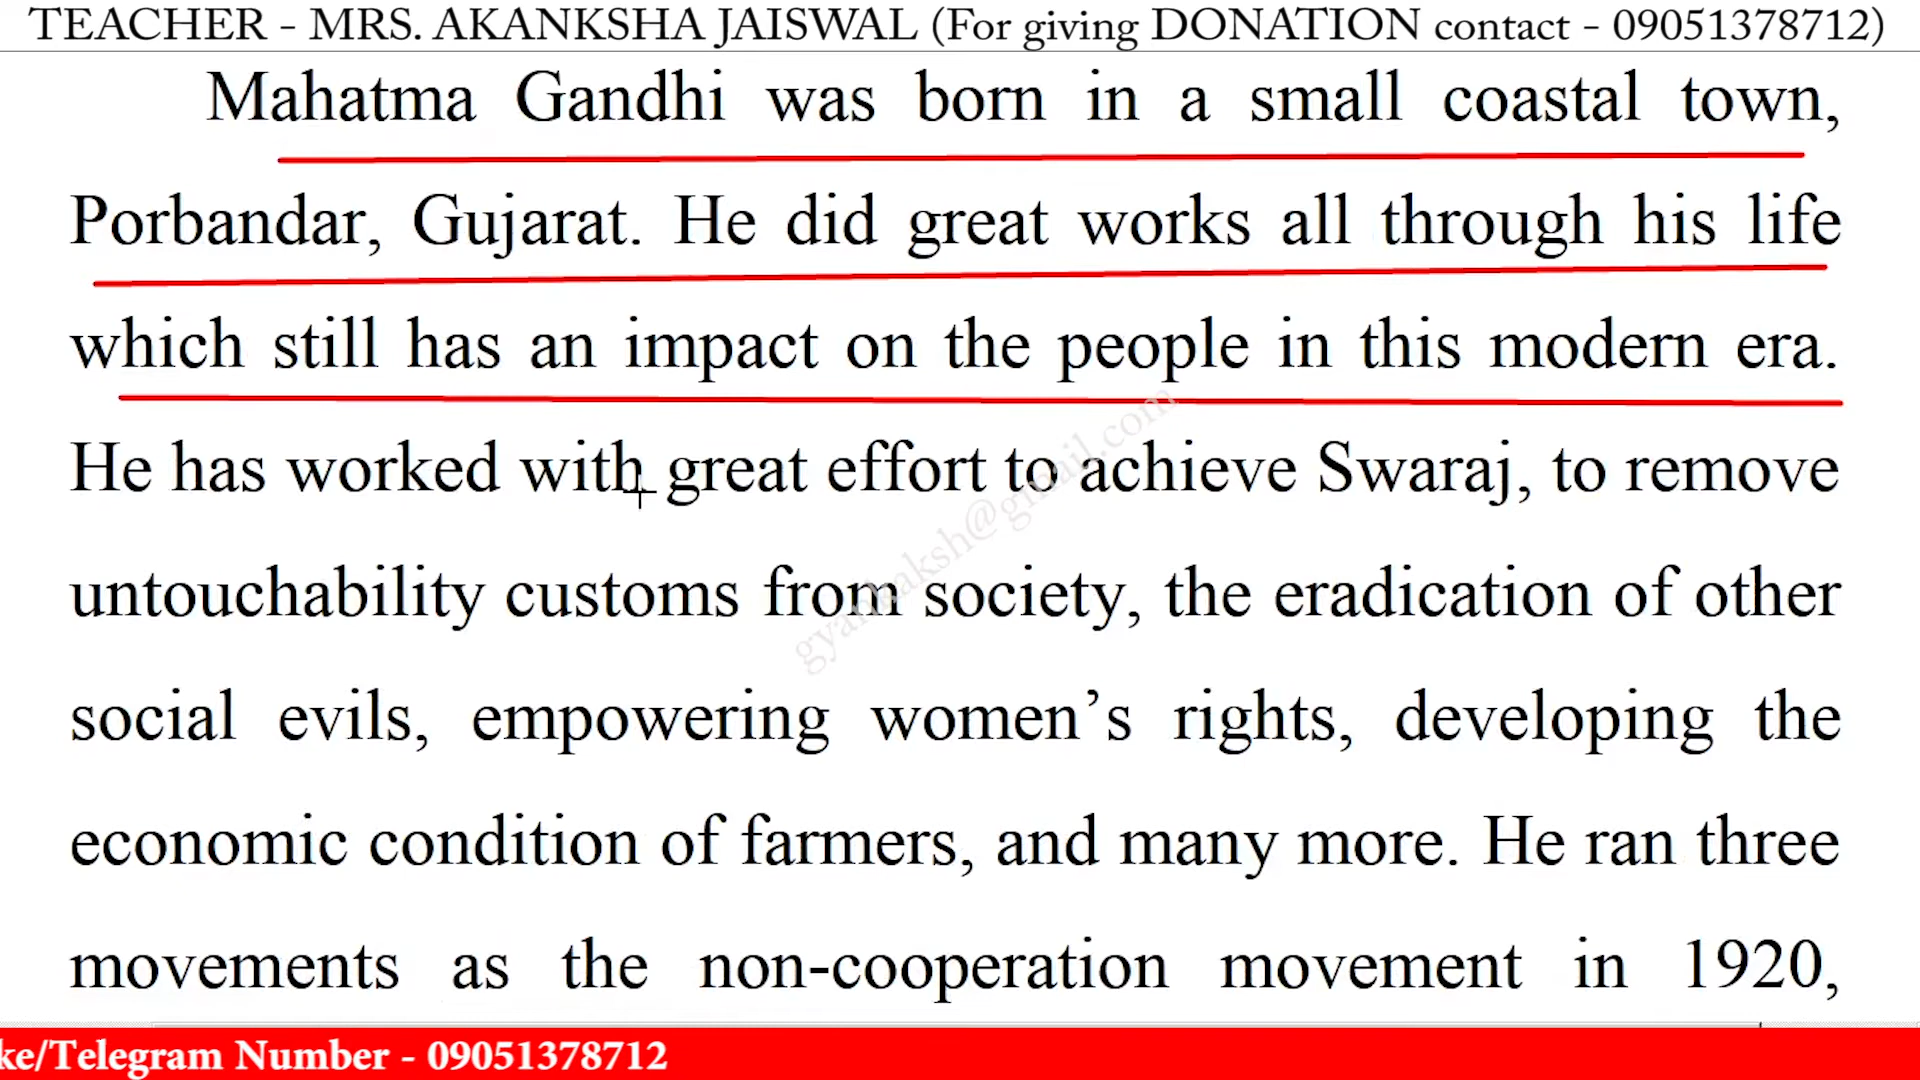 TEACHER - MRS. AKANKSHA JAISWAL (For giving DONATION contact - 09051378712)
Mahatma Gandhi was born in a small coastal town,
Porbandar, Gujarat. He did great works all through his life
which still has an impact on the people in this modern era.
He has worked with great effort to achieve Swaraj, to remove
untouchability customs from society, the eradication of other
social evils, empowering women’s rights, developing the
economic condition of farmers, and many more. He ran three
movements as the non-cooperation movement in 1920,
gyankaksh@gmail.com
ke/Telegram Number - 09051378712